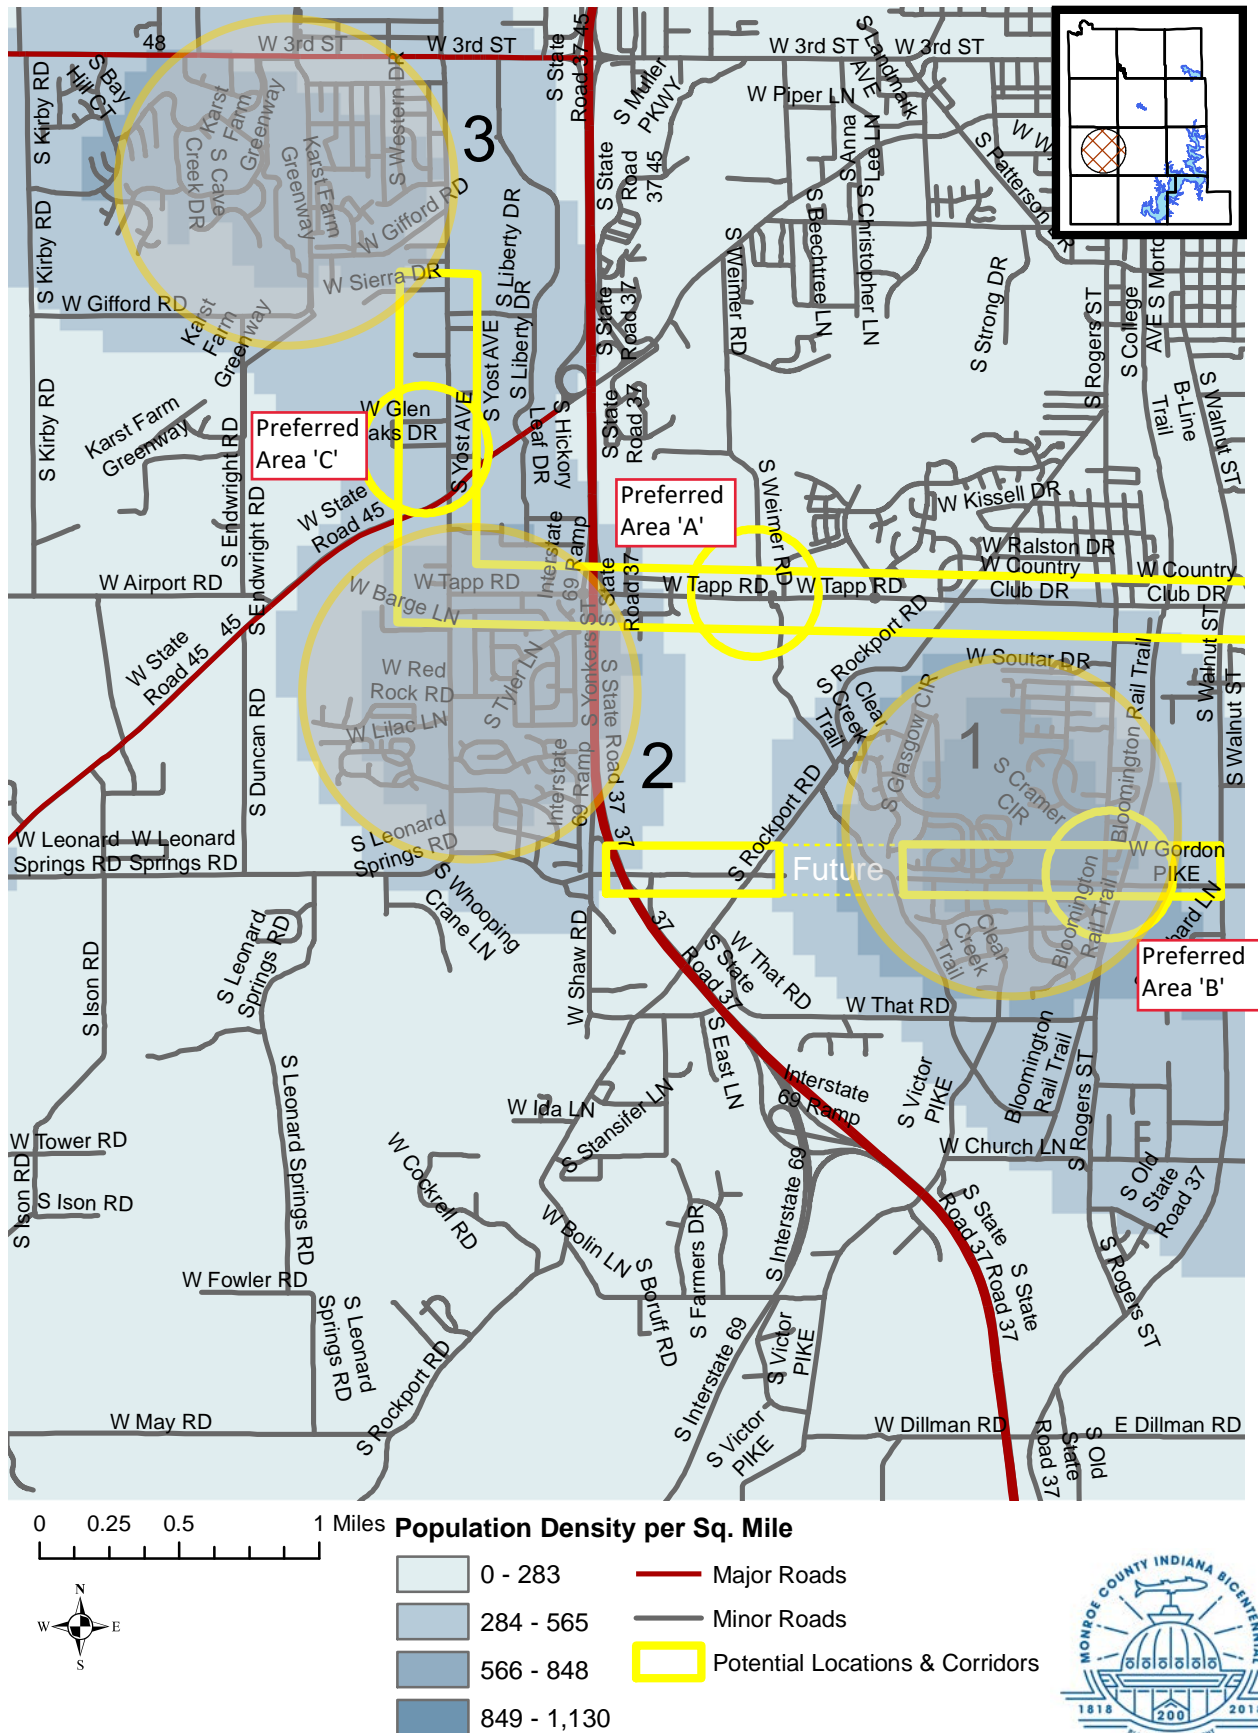 48
W 3rd ST
W 3rd ST
S State
Road 37 45
W 3rd ST
W 3rd ST
S Landmark
AVE
S Kirby RD
S Bay
Hill CT
S Western DR
3
S Muller
PKWY
W Piper LN
S Anna
Lee LN
S Patterson DR
Karst
Farm
Greenway
S Cave
Creek DR
Karst Farm
Greenway
S State
Road
37 45
S Beechtree LN
S Christopher LN
W Gifford RD
S Kirby RD
W Sierra DR
S Liberty DR
S Weimer RD
S Strong DR
S Rogers ST
S College
AVE
S Morto
W Gifford RD
Karst
Farm
Greenway
S Yost AVE
S Liberty DR
S State
Road 37
S Kirby RD
Karst Farm
Greenway
S Endwright RD
Preferred
Area 'C'
W Glen
aks DR
S Yost AVE
Leaf DR
S Hickory
S State
Road 37
B-Line
Trail
S Walnut ST
W State
Road 45
Preferred
Area 'A'
S Weimer RD
W Kissell DR
W Ralston DR
W Airport RD
S Endwright RD
W Tapp RD
W Barge LN
Interstate
69 Ramp
S State
Road 37
W Tapp RD
W Tapp RD
W Country
Club DR
W Country
Club DR
W State
Road 45
45
W Red
Rock RD
S Tyler LN
S Yonkers ST
S Rockport RD
W Soutar DR
S Walnut ST
W Lilac LN
S State Road 37
Clear
Creek
Trail
S Glasgow CIR
1
S Cramer
CIR
Bloomington Rail Trail
S Duncan RD
2
Interstate
69 Ramp
S Walnut ST
W Leonard
Springs RD
W Leonard
Springs RD
S Leonard
Springs RD
37
37
S Rockport RD
Future
W Gordon
PIKE
S Whooping
Crane LN
Bloomington
Rail Trail
hard LN
S Ison RD
S Leonard
Springs RD
W Shaw RD
37
S State
Road 37
W That RD
Clear
Creek
Trail
Preferred
Area 'B'
W That RD
S East LN
Interstate
69 Ramp
S Victor
PIKE
Bloomington
Rail Trail
S Rogers ST
S Leonard Springs RD
W Ida LN
S Stansifer LN
W Tower RD
W Cockrell RD
W Church LN
S Ison RD
S Ison RD
W Bolin LN
S Farmers DR
S Interstate 69
S State
Road 37
S Old
State
Road 37
S Rogers ST
W Fowler RD
S Leonard
Springs RD
S Boruff RD
S Victor
PIKE
S State
Road 37
S Interstate 69
W May RD
S Rockport RD
S Victor
PIKE
W Dillman RD
S Old
State
Road 37
E Dillman RD
0 0.25 0.5 1 Miles
Population Density per Sq. Mile
0 - 283
284 - 565
566 - 848
849 - 1,130
Major Roads
Minor Roads
Potential Locations & Corridors
N
W E
S
MONROE COUNTY INDIANA BICENTENNIAL
1818 200 2018